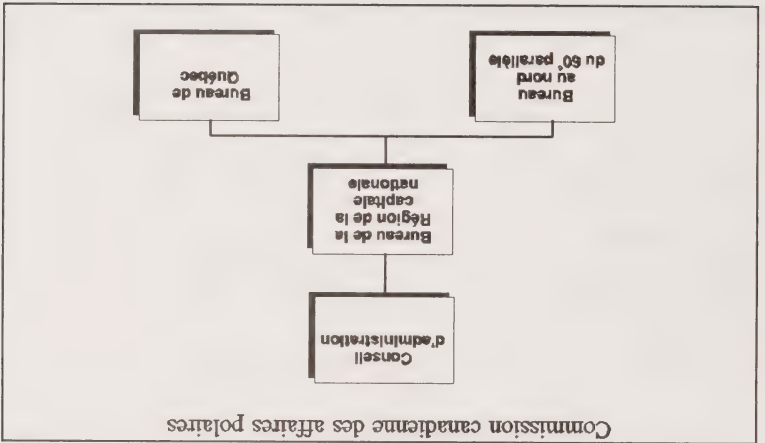 Commission canadienne des affaires polaires
Conseil
d'administration
Bureau de la
Région de la
capitale
nationale
Bureau
au nord
du 60ᵉ parallèle
Bureau de
Québec